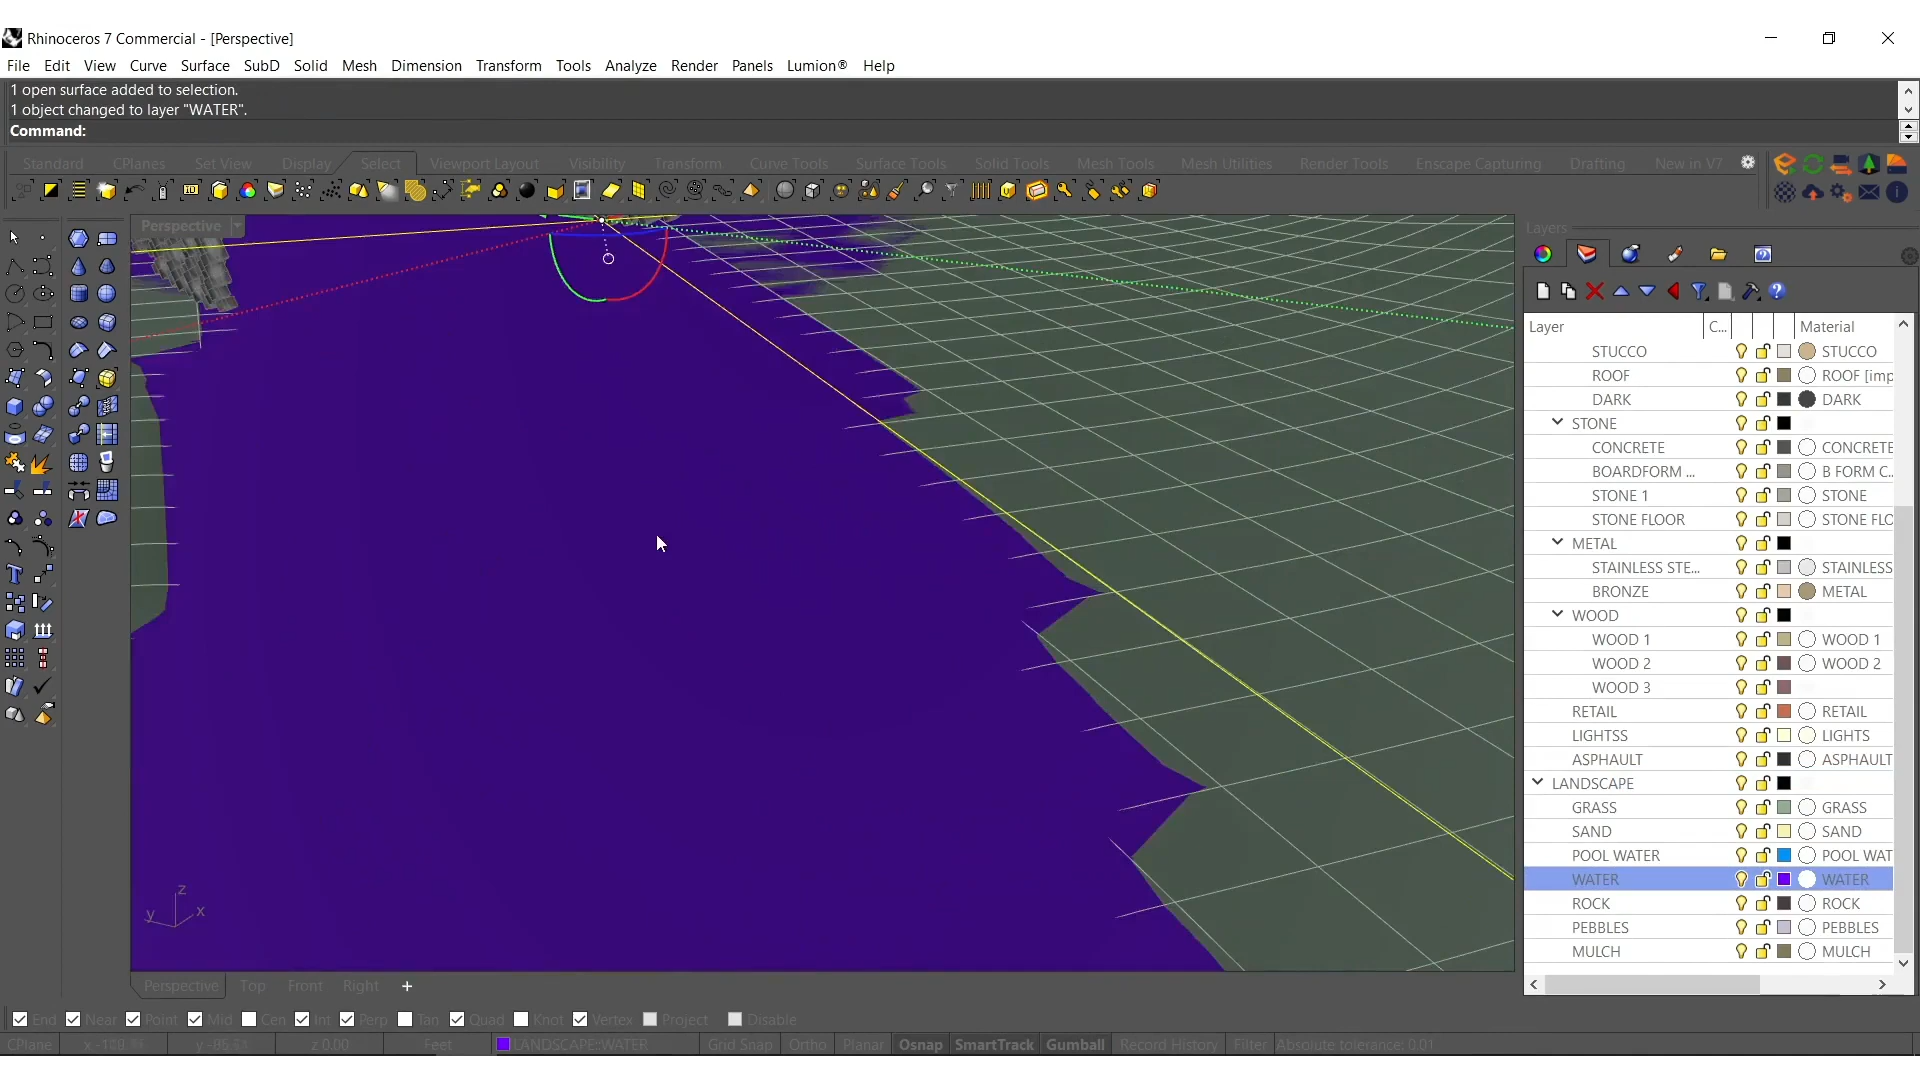 Rhinoceros 7 Commercial - [Perspective]
File Edit View Curve Surface SubD Solid Mesh Dimension Transform Tools Analyze Render Panels Lumion® Help
1 open surface added to selection.
1 object changed to layer "WATER".
Command:
Standard CPlanes Set View Display Select Viewport Layout Visibility Transform Curve Tools Surface Tools Solid Tools Mesh Tools Mesh Utilities Render Tools Enscape Capturing Drafting New in V7
Perspective
Layers
Layer C... Material
STUCCO STUCCO
ROOF ROOF [imp
DARK DARK
STONE
CONCRETE CONCRETE
BOARDFORM ... B FORM C...
STONE 1 STONE
STONE FLOOR STONE FLO
METAL
STAINLESS STE... STAINLESS
BRONZE METAL
WOOD
WOOD 1 WOOD 1
WOOD 2 WOOD 2
WOOD 3
RETAIL RETAIL
LIGHTSS LIGHTS
ASPHAULT ASPHAULT
LANDSCAPE
GRASS GRASS
SAND SAND
POOL WATER POOL WAT
WATER WATER
ROCK ROCK
PEBBLES PEBBLES
MULCH MULCH
z
y x
Perspective Top Front Right +
End Near Point Mid Cen Int Perp Tan Quad Knot Vertex Project Disable
CPlane x y z 0.00 Feet LANDSCAPE::WATER Grid Snap Ortho Planar Osnap SmartTrack Gumball Record History Filter Absolute tolerance: 0.01